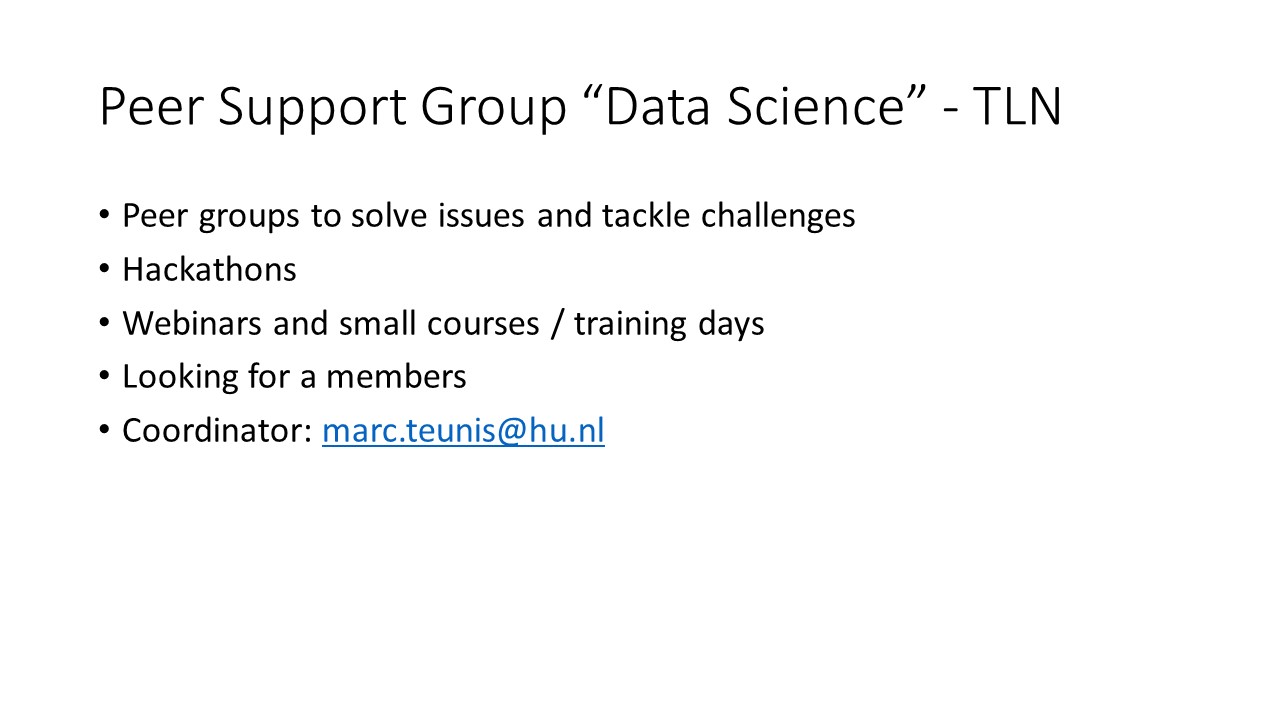 Peer Support Group “Data Science” - TLN
• Peer groups to solve issues and tackle challenges
• Hackathons
• Webinars and small courses / training days
• Looking for a members
• Coordinator: marc.teunis@hu.nl